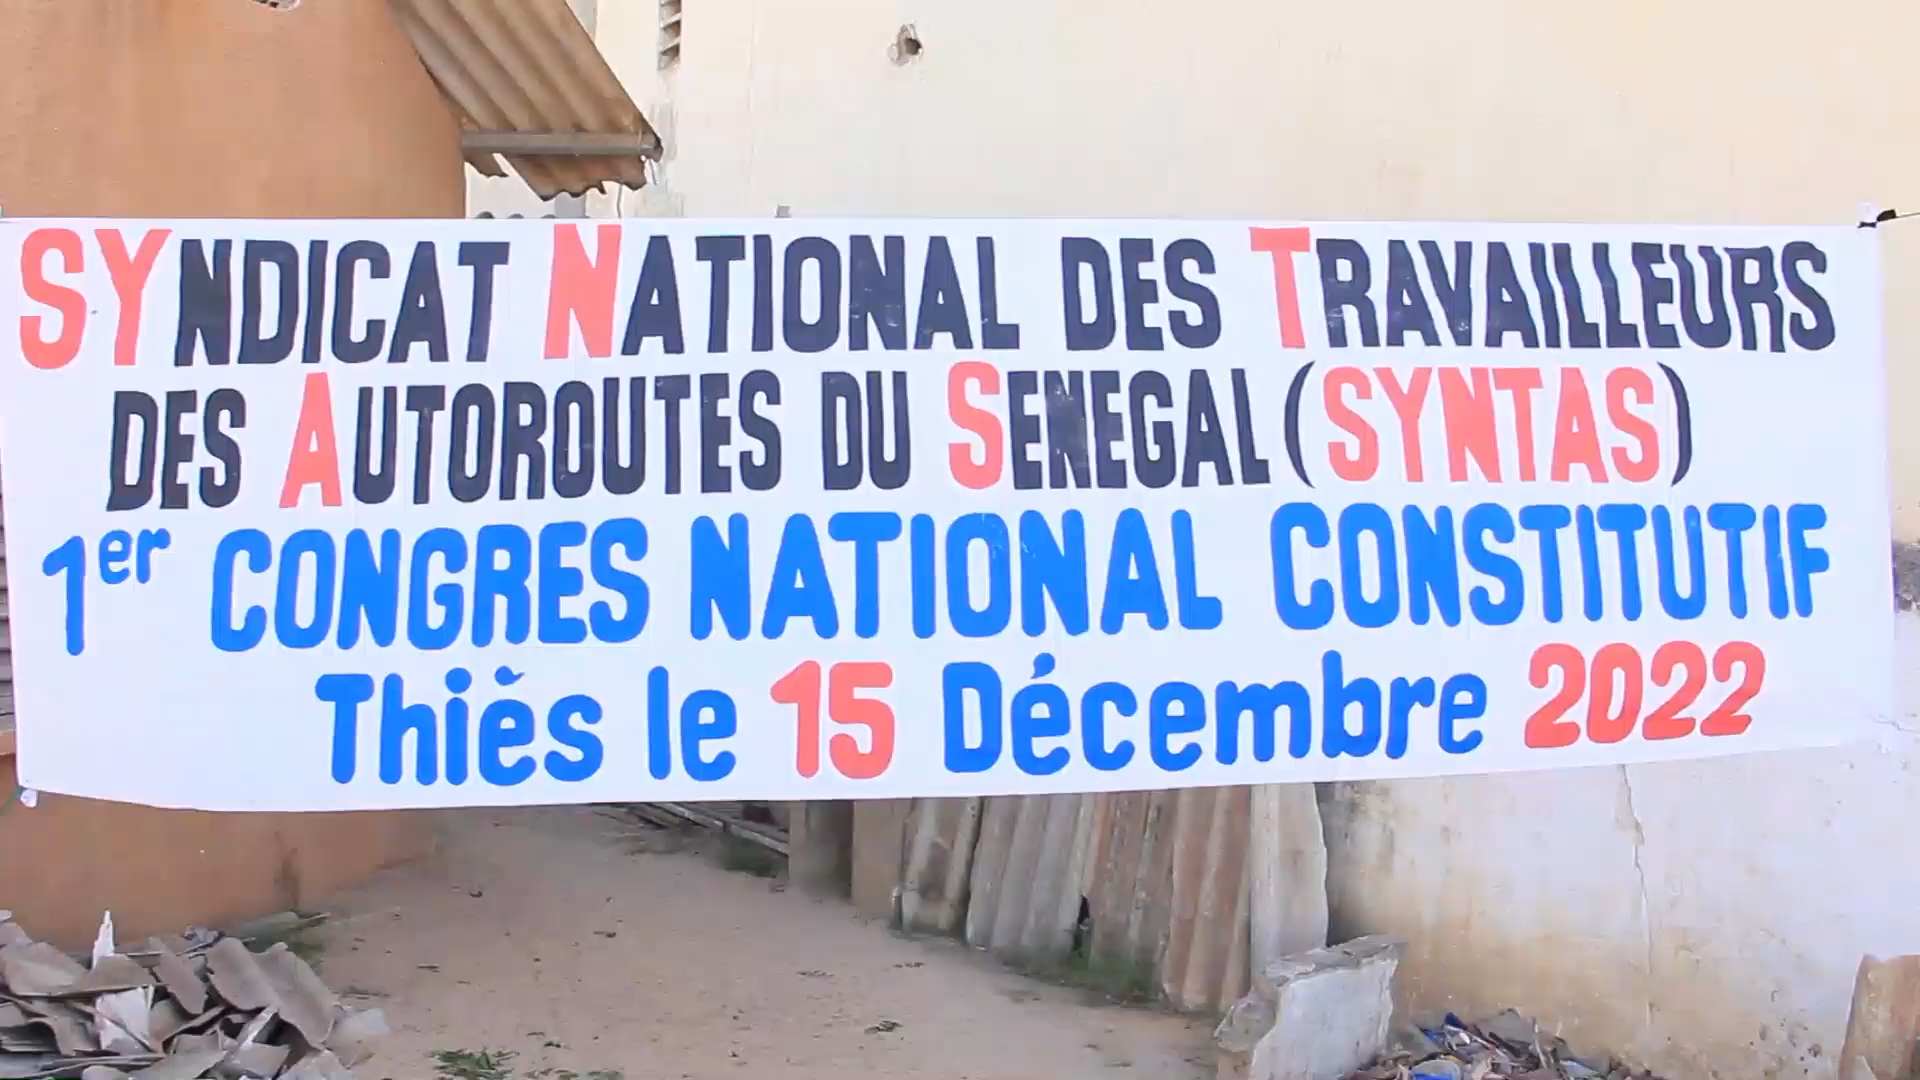 SYNDICAT NATIONAL DES TRAVAILLEURS
DES AUTOROUTES DU SENEGAL (SYNTAS)
1er CONGRES NATIONAL CONSTITUTIF
Thiès le 15 Décembre 2022